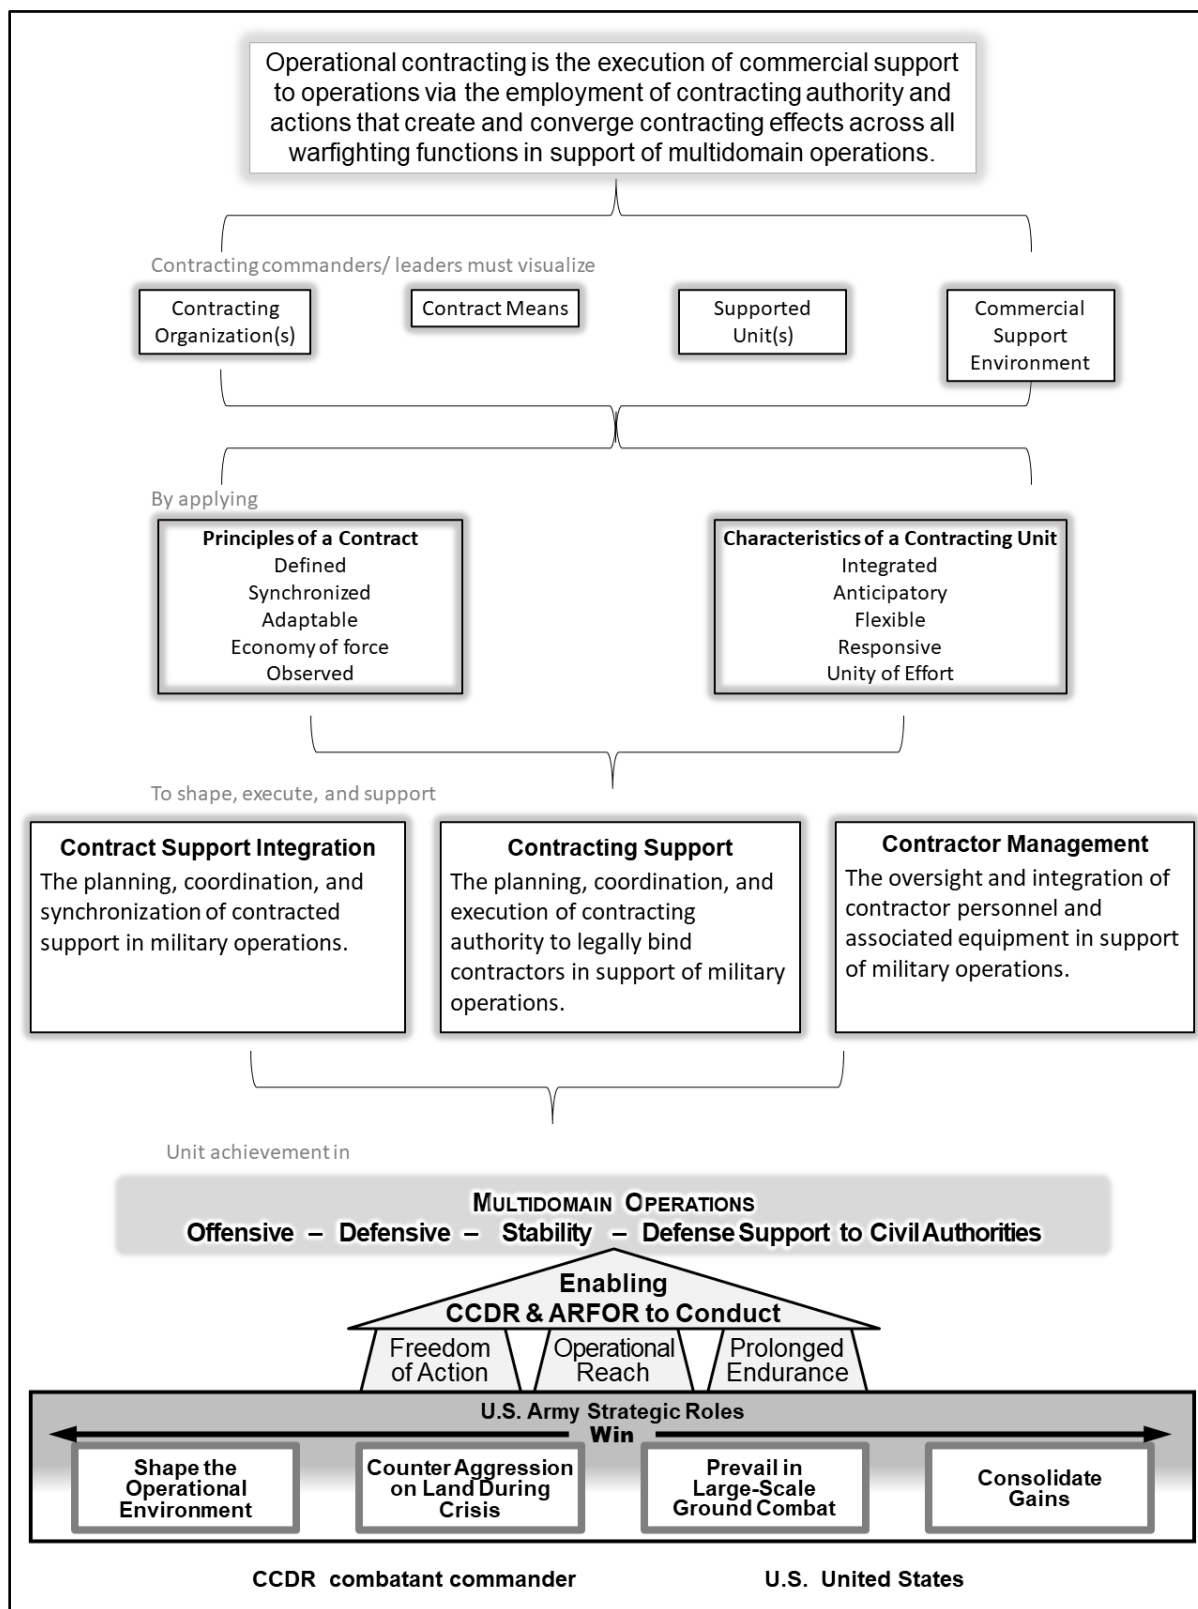 Operational contracting is the execution of commercial support
to operations via the employment of contracting authority and
actions that create and converge contracting effects across all
warfighting functions in support of multidomain operations.
Contracting commanders/ leaders must visualize
Contracting
Organization(s)
Contract Means
Supported
Unit(s)
Commercial
Support
Environment
By applying
Principles of a Contract
Defined
Synchronized
Adaptable
Economy of force
Observed
Characteristics of a Contracting Unit
Integrated
Anticipatory
Flexible
Responsive
Unity of Effort
To shape, execute, and support
Contract Support Integration
The planning, coordination, and
synchronization of contracted
support in military operations.
Contracting Support
The planning, coordination, and
execution of contracting
authority to legally bind
contractors in support of military
operations.
Contractor Management
The oversight and integration of
contractor personnel and
associated equipment in support
of military operations.
Unit achievement in
MULTIDOMAIN OPERATIONS
Offensive – Defensive – Stability – Defense Support to Civil Authorities
Enabling
CCDR & ARFOR to Conduct
Freedom
of Action
Operational
Reach
Prolonged
Endurance
U.S. Army Strategic Roles
Win
Shape the
Operational
Environment
Counter Aggression
on Land During
Crisis
Prevail in
Large-Scale
Ground Combat
Consolidate
Gains
CCDR combatant commander
U.S. United States